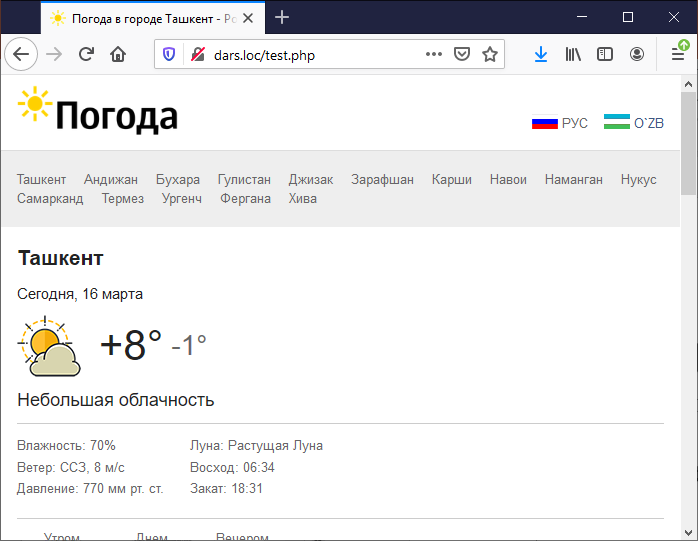 Погода в городе Ташкент - Po
dars.loc/test.php
Погода
РУС O`ZB
Ташкент Андижан Бухара Гулистан Джизак Зарафшан Карши Навои Наманган Нукус
Самарканд Термез Ургенч Фергана Хива
Ташкент
Сегодня, 16 марта
+8° -1°
Небольшая облачность
Влажность: 70% Луна: Растущая Луна
Ветер: ССЗ, 8 м/с Восход: 06:34
Давление: 770 мм рт. ст. Закат: 18:31
Утром Днем Вечером